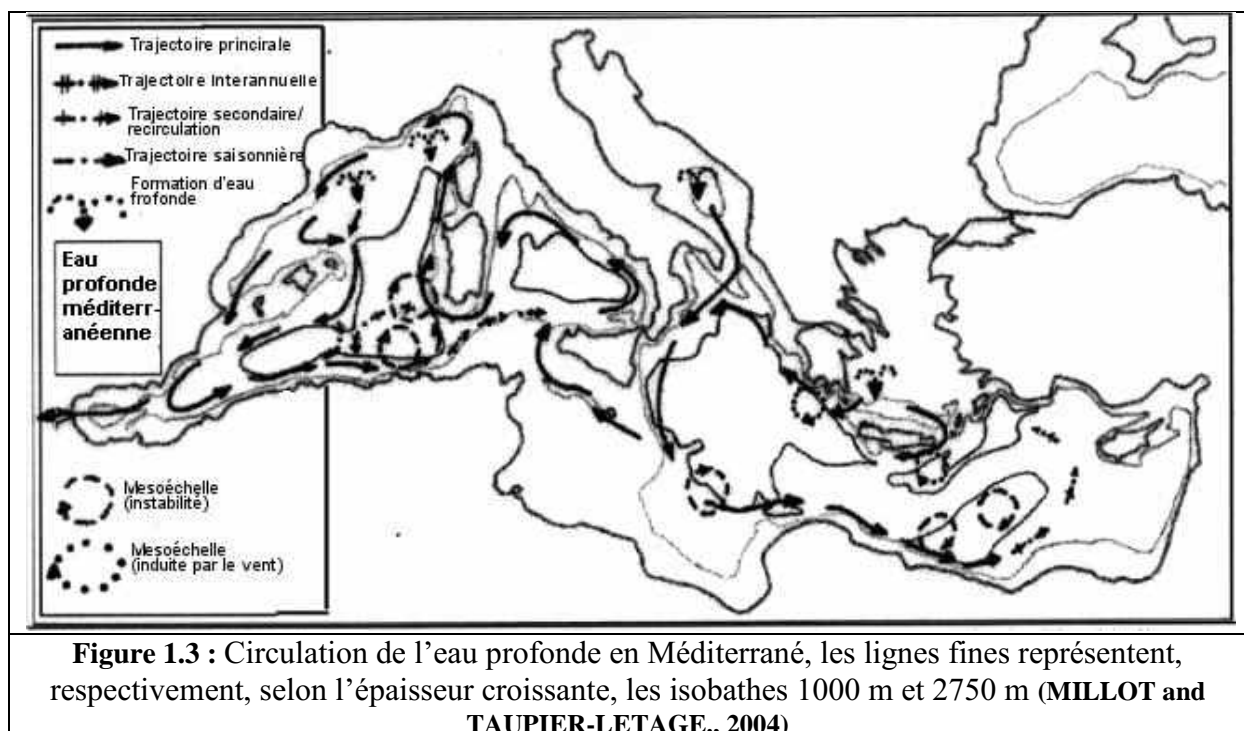 Trajectoire princirale
Trajectoire interannuelle
Trajectoire secondaire/
recirculation
Trajectoire saisonnière
Formation d'eau
frofonde
Eau
profonde
méditerr-
anéenne
Mesoéchelle
(instabilité)
Mesoéchelle
(induite par le vent)
Figure 1.3 : Circulation de l'eau profonde en Méditerrané, les lignes fines représentent,
respectivement, selon l'épaisseur croissante, les isobathes 1000 m et 2750 m (MILLOT and
TAUPIER-LETAGE., 2004)